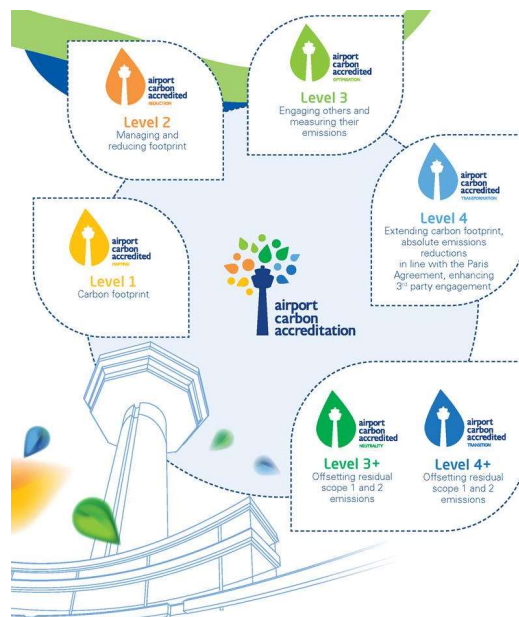 airport
carbon
accredited
REDUCTION
Level 2
Managing and
reducing footprint
airport
carbon
accredited
OPTIMISATION
Level 3
Engaging others and
measuring their
emissions
airport
carbon
accredited
TRANSFORMATION
Level 4
Extending carbon footprint,
absolute emissions
reductions
in line with the Paris
Agreement, enhancing
3rd party engagement
airport
carbon
accredited
MAPPING
Level 1
Carbon footprint
airport
carbon
accreditation
airport
carbon
accredited
NEUTRALITY
Level 3+
Offsetting residual
scope 1 and 2
emissions
airport
carbon
accredited
TRANSITION
Level 4+
Offsetting residual
scope 1 and 2
emissions